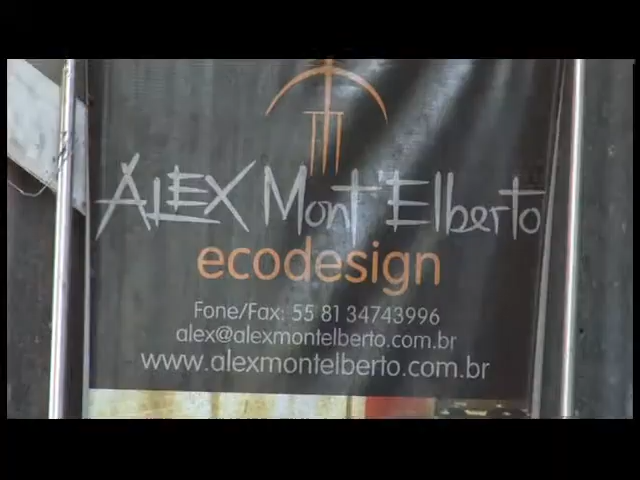 ALEX Mont'Elberto
ecodesign
Fone/Fax: 55 81 34743996
alex@alexmontelberto.com.br
www.alexmontelberto.com.br